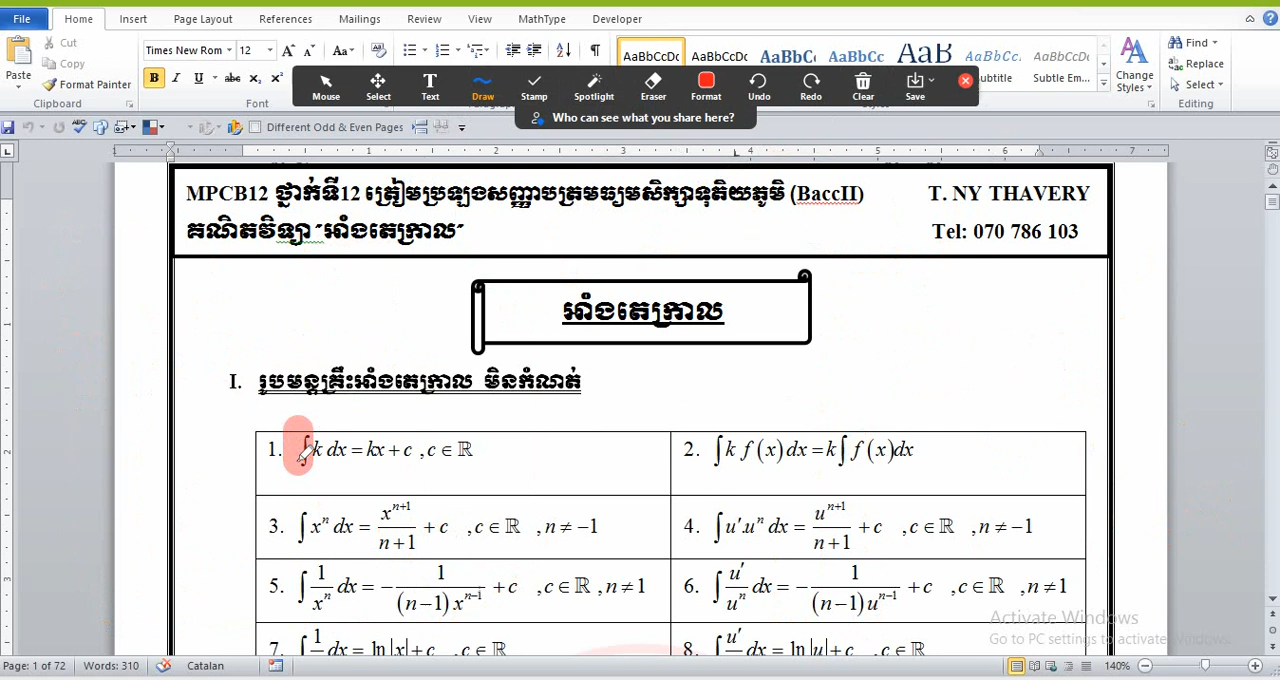 File Home Insert Page Layout References Mailings Review View MathType Developer
Cut
Copy
Format Painter
Paste
Clipboard
Times New Rom 12
Font
AaBbCcDc AaBbCcDc AaBbC AaBbCc AaB AaBbCc. AaBbCcDc
Subtle Em...
Change Styles
Find
Replace
Select
Editing
Mouse Select Text Draw Stamp Spotlight Eraser Format Undo Redo Clear Save
Who can see what you share here?
Different Odd & Even Pages
MPCB12 ថ្នាក់ទី12 ត្រៀមប្រឡងសញ្ញាបត្រមធ្យមសិក្សាទុតិយភូមិ (BaccII) T. NY THAVERY
គណិតវិទ្យា"អាំងតេក្រាល" Tel: 070 786 103
អាំងតេក្រាល
I. រូបមន្តគ្រឹះអាំងតេក្រាល មិនកំណត់
1. ∫k dx = kx + c , c ∈ ℝ
2. ∫k f(x)dx = k∫ f(x)dx
3. ∫xⁿ dx = xⁿ⁺¹/(n+1) + c , c ∈ ℝ , n ≠ −1
4. ∫u'.uⁿ dx = uⁿ⁺¹/(n+1) + c , c ∈ ℝ , n ≠ −1
5. ∫1/xⁿ dx = −1/((n−1)xⁿ⁻¹) + c , c ∈ ℝ , n ≠ 1
6. ∫u'/uⁿ dx = −1/((n−1)uⁿ⁻¹) + c , c ∈ ℝ , n ≠ 1
7. ∫1 dx = ln|x| + c , c ∈ ℝ
8. ∫u' dx = ln|u| + c , c ∈ ℝ
Activate Windows
Go to PC settings to activate Windows.
Page: 1 of 72 Words: 310 Catalan 140%